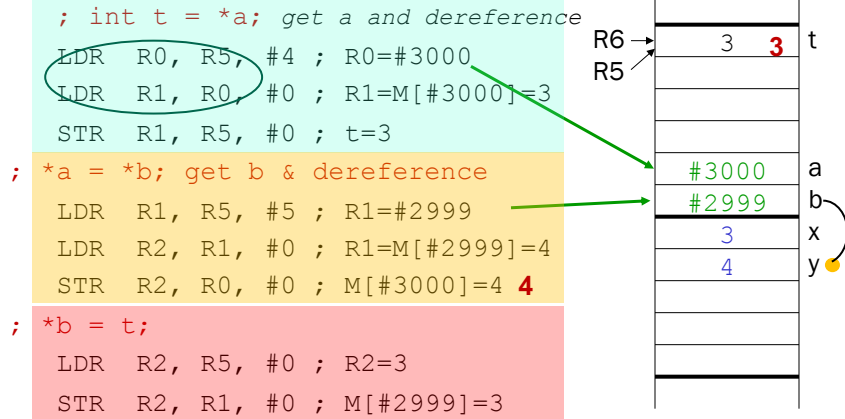 ; int t = *a; get a and dereference
LDR R0, R5, #4 ; R0=#3000
LDR R1, R0, #0 ; R1=M[#3000]=3
STR R1, R5, #0 ; t=3
; *a = *b; get b & dereference
LDR R1, R5, #5 ; R1=#2999
LDR R2, R1, #0 ; R1=M[#2999]=4
STR R2, R0, #0 ; M[#3000]=4 4
; *b = t;
LDR R2, R5, #0 ; R2=3
STR R2, R1, #0 ; M[#2999]=3
R6 3 3 t
R5
#3000 a
#2999 b
3 x
4 y